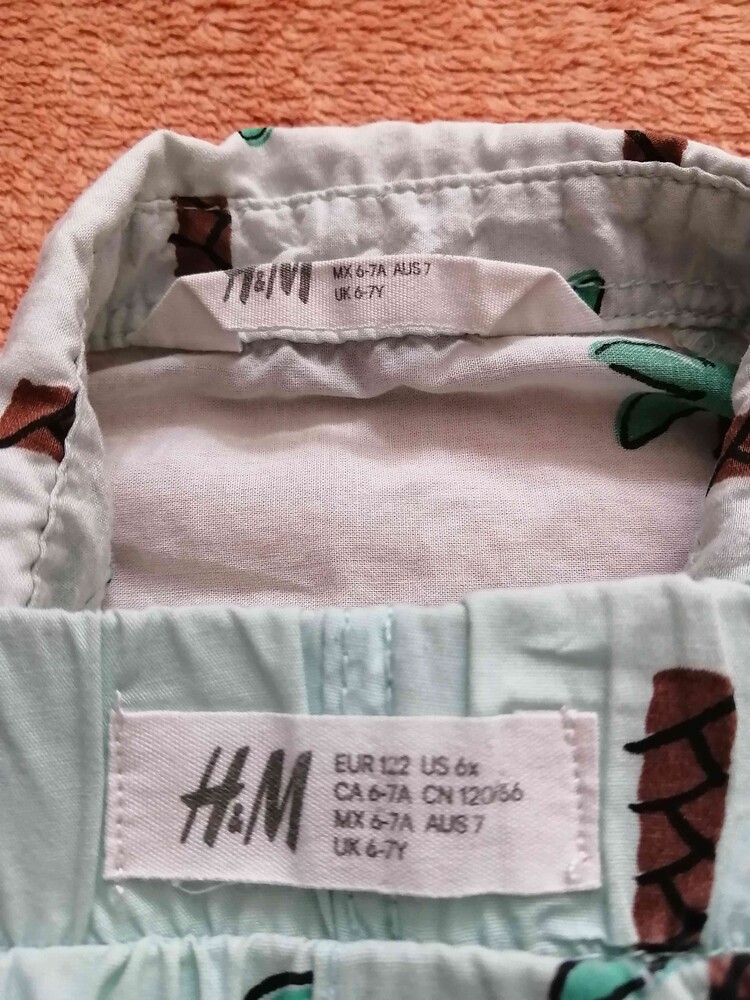 H&M
MX 6-7A AUS 7
UK 6-7Y
H&M
EUR 122 US 6x
CA 6-7A CN 120/56
MX 6-7A AUS 7
UK 6-7Y